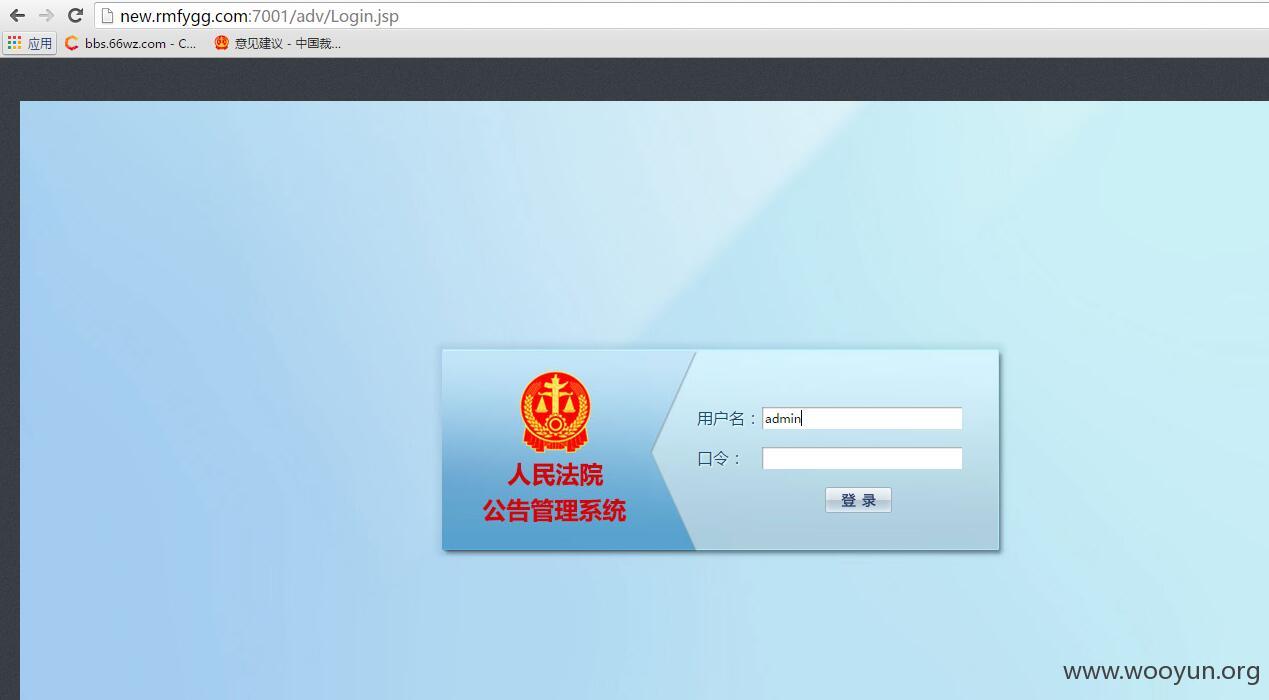 new.rmfygg.com:7001/adv/Login.jsp
应用 bbs.66wz.com - C... 意见建议 - 中国裁...
用户名： admin
口令：
登 录
人民法院
公告管理系统
www.wooyun.org